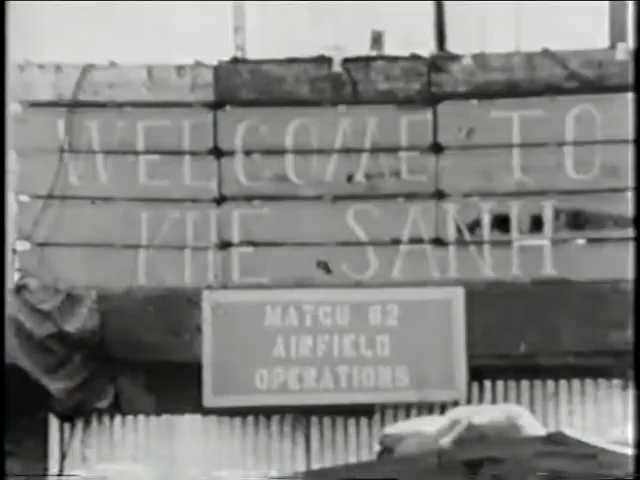 WELCOME TO
KHE SANH
MATCU 62
AIRFIELD
OPERATIONS